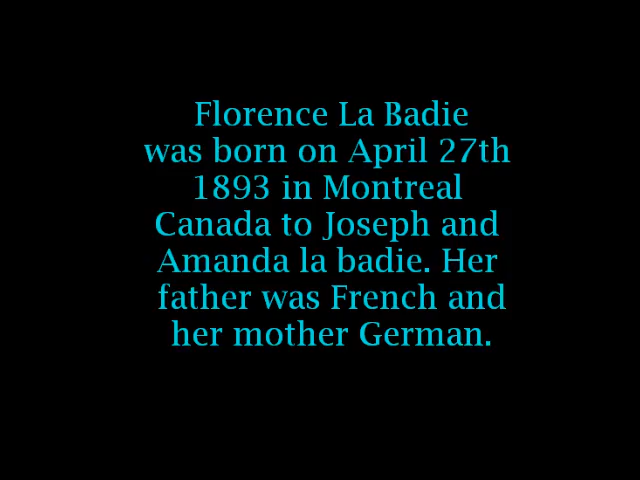 Florence La Badie
was born on April 27th
1893 in Montreal
Canada to Joseph and
Amanda la badie. Her
father was French and
her mother German.